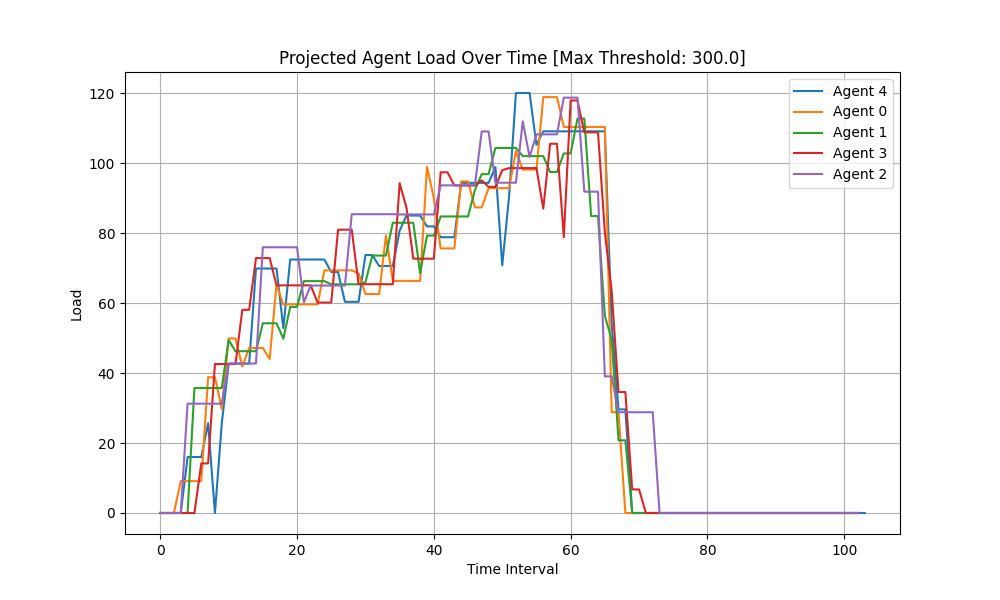 Projected Agent Load Over Time [Max Threshold: 300.0]
Load
120
100
80
60
40
20
0
0 20 40 60 80 100
Time Interval
Agent 4
Agent 0
Agent 1
Agent 3
Agent 2